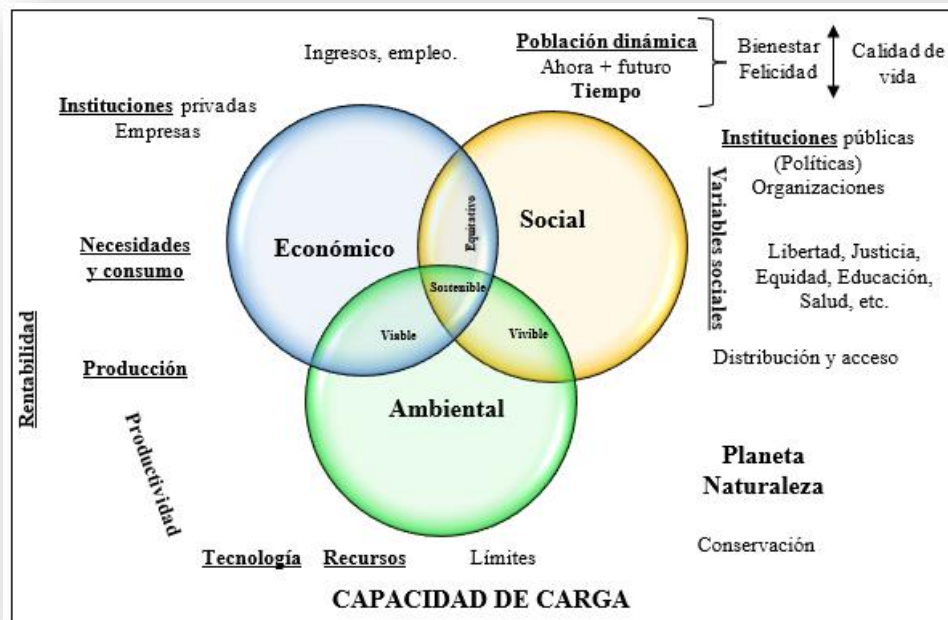 Ingresos, empleo.
Población dinámica
Ahora + futuro
Tiempo
Bienestar
Felicidad
Calidad de
vida
Instituciones privadas
Empresas
Instituciones públicas
(Políticas)
Organizaciones
Variables sociales
Económico
Equitativo
Social
Necesidades
y consumo
Libertad, Justicia,
Equidad, Educación,
Salud, etc.
Sostenible
Viable
Vivible
Rentabilidad
Producción
Distribución y acceso
Ambiental
Productividad
Planeta
Naturaleza
Tecnología
Recursos
Límites
Conservación
CAPACIDAD DE CARGA